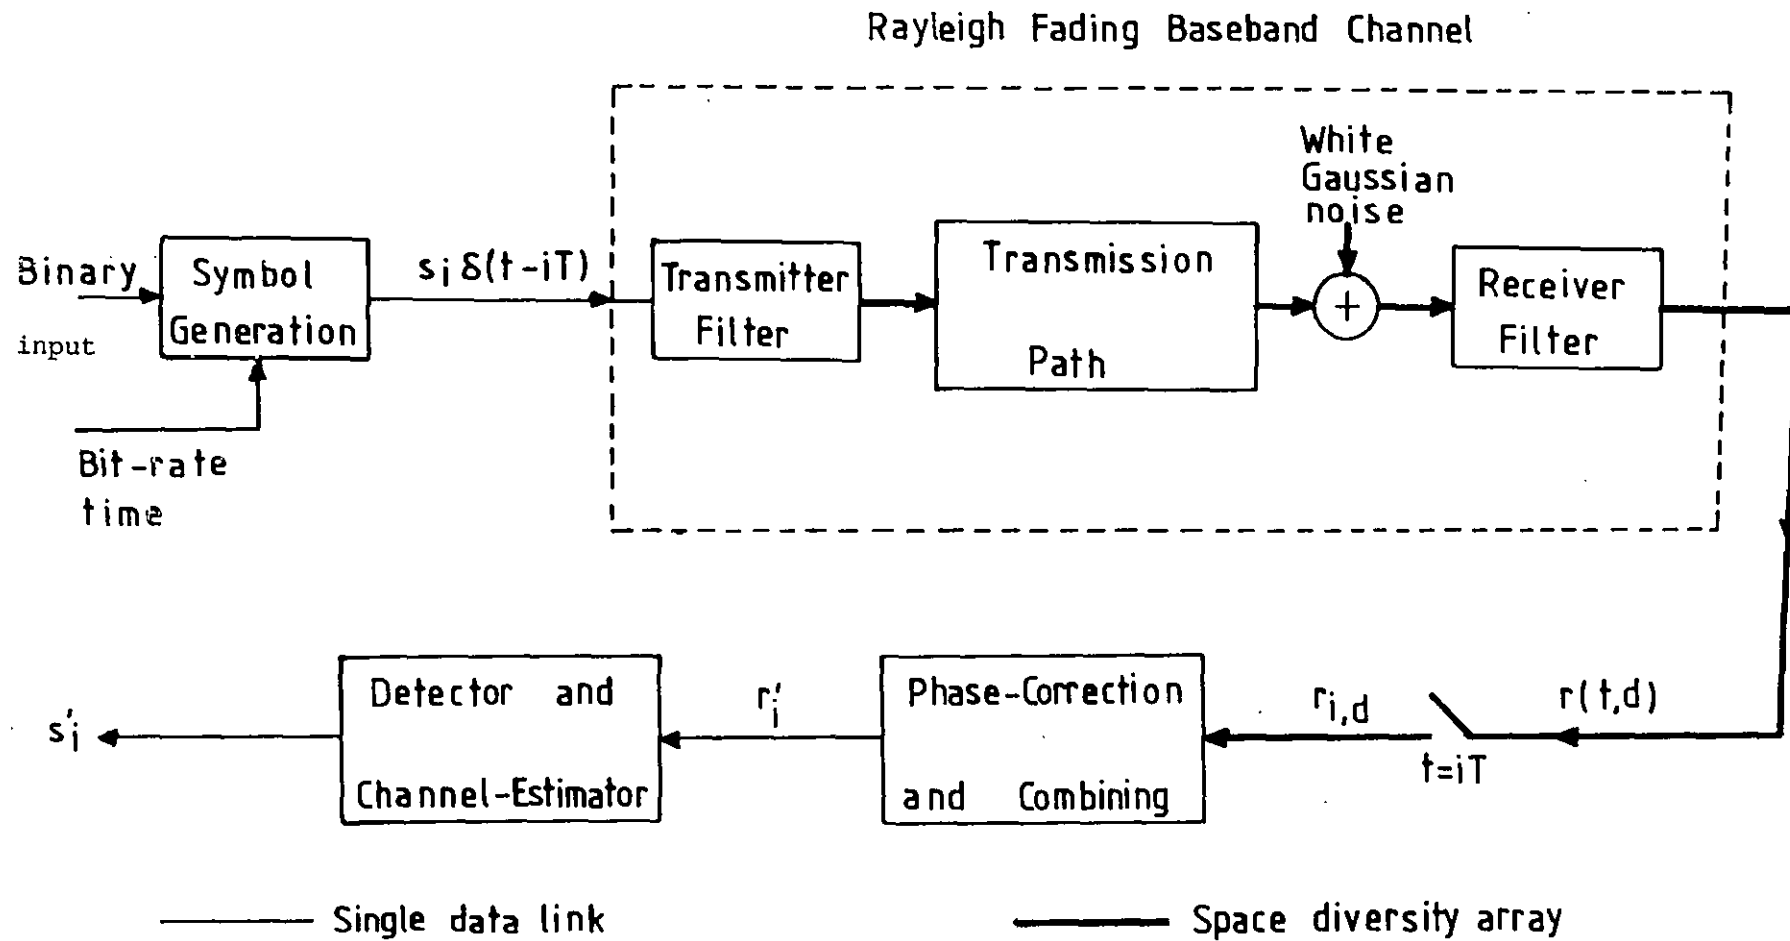 Rayleigh Fading Baseband Channel
White
Gaussian
noise
Binary
input
Symbol
Generation
s_i δ(t-iT)
Transmitter
Filter
Transmission
Path
+
Receiver
Filter
Bit-rate
time
s'_i
Detector and
Channel-Estimator
r'_i
Phase-Correction
and Combining
r_{i,d}
t=iT
r(t,d)
Single data link
Space diversity array